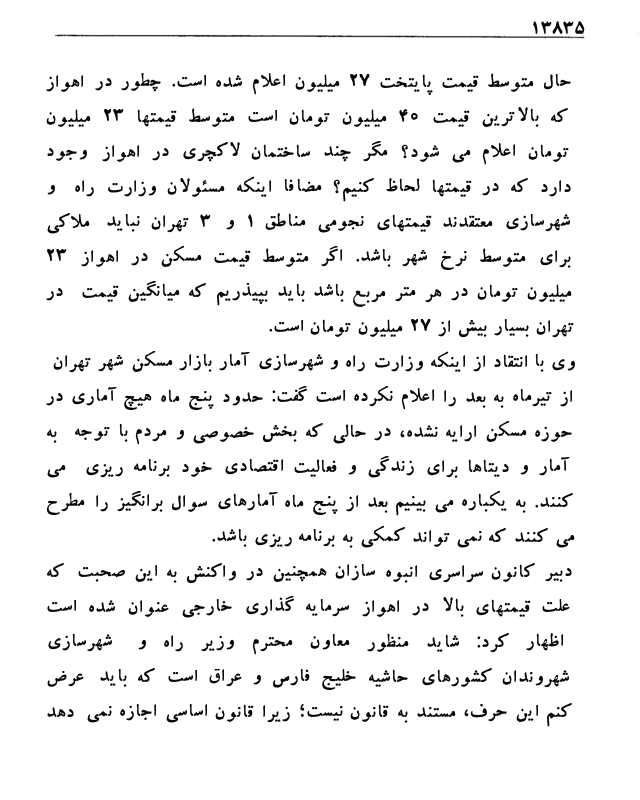 ۱۳۸۳۵
حال متوسط قیمت پایتخت ۲۷ میلیون اعلام شده است. چطور در اهواز
که بالاترین قیمت ۴۰ میلیون تومان است متوسط قیمتها ۲۳ میلیون
تومان اعلام می شود؟ مگر چند ساختمان لاکچری در اهواز وجود
دارد که در قیمتها لحاظ کنیم؟ مضافا اینکه مسئولان وزارت راه و
شهرسازی معتقدند قیمتهای نجومی مناطق ۱ و ۳ تهران نباید ملاکی
برای متوسط نرخ شهر باشد. اگر متوسط قیمت مسکن در اهواز ۲۳
میلیون تومان در هر متر مربع باشد باید بپیذریم که میانگین قیمت در
تهران بسیار بیش از ۲۷ میلیون تومان است.
وی با انتقاد از اینکه وزارت راه و شهرسازی آمار بازار مسکن شهر تهران
از تیرماه به بعد را اعلام نکرده است گفت: حدود پنج ماه هیچ آماری در
حوزه مسکن ارایه نشده، در حالی که بخش خصوصی و مردم با توجه به
آمار و دیتاها برای زندگی و فعالیت اقتصادی خود برنامه ریزی می
کنند. به یکباره می بینیم بعد از پنج ماه آمارهای سوال برانگیز را مطرح
می کنند که نمی تواند کمکی به برنامه ریزی باشد.
دبیر کانون سراسری انبوه سازان همچنین در واکنش به این صحبت که
علت قیمتهای بالا در اهواز سرمایه گذاری خارجی عنوان شده است
اظهار کرد: شاید منظور معاون محترم وزیر راه و شهرسازی
شهروندان کشورهای حاشیه خلیج فارس و عراق است که باید عرض
کنم این حرف، مستند به قانون نیست؛ زیرا قانون اساسی اجازه نمی دهد